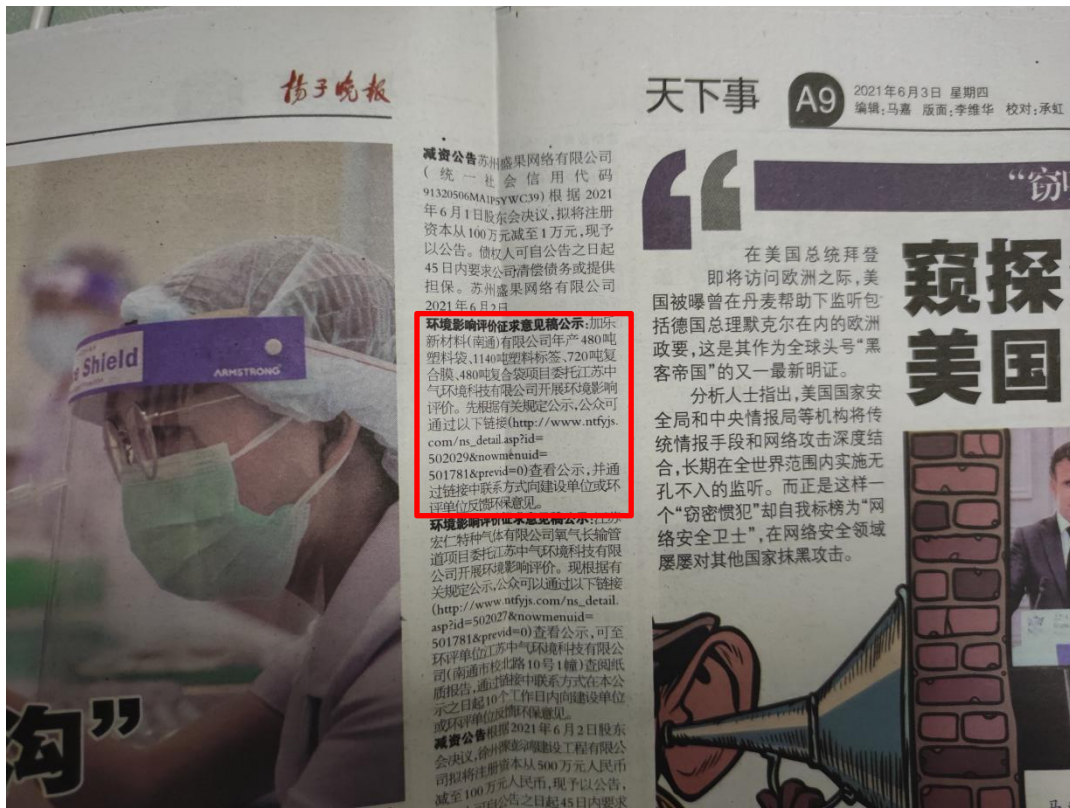 扬子晚报
天下事 A9 2021年6月3日 星期四
编辑:马嘉 版面:李维华 校对:承虹
Shield
ARMSTRONG
沟”
减资公告苏州盛果网络有限公司
(统一社会信用代码
91320506MA1P5YWC39)根据2021
年6月1日股东会决议,拟将注册
资本从100万元减至1万元,现予
以公告。债权人可自公告之日起
45日内要求公司清偿债务或提供
担保。苏州盛果网络有限公司
2021年6月2日
环境影响评价征求意见稿公示:加乐
新材料(南通)有限公司年产480吨
塑料袋、1140吨塑料标签、720吨复
合膜、480吨复合袋项目委托江苏中
气环境科技有限公司开展环境影响
评价。先根据有关规定公示,公众可
通过以下链接(http://www.ntfyjs.
com/ns_detail.asp?id=
502029&nowmenuid=
501781&previd=0)查看公示,并通
过链接中联系方式向建设单位或环
评单位反馈环保意见。
环境影响评价征求意见稿公示:江苏
宏仁特种气体有限公司氧气长输管
道项目委托江苏中气环境科技有限
公司开展环境影响评价。现根据有
关规定公示,公众可以通过以下链接
(http://www.ntfyjs.com/ns_detail.
asp?id=502027&nowmenuid=
501781&previd=0)查看公示,可至
环评单位江苏中气环境科技有限公
司(南通市校北路10号1幢)查阅纸
质报告,通过链接中联系方式在本公
示之日起10个工作日内向建设单位
或环评单位反馈环保意见。
减资公告根据2021年6月2日股东
会决议,徐州深彭鸿建设工程有限公
司拟将注册资本从500万元人民币
减至100万元人民币,现予以公告,
可自公告之日起45日内要求
“窃
窥探
美国
在美国总统拜登
即将访问欧洲之际,美
国被曝曾在丹麦帮助下监听包
括德国总理默克尔在内的欧洲
政要,这是其作为全球头号“黑
客帝国”的又一最新明证。
分析人士指出,美国国家安
全局和中央情报局等机构将传
统情报手段和网络攻击深度结
合,长期在全世界范围内实施无
孔不入的监听。而正是这样一
个“窃密惯犯”却自我标榜为“网
络安全卫士”,在网络安全领域
屡屡对其他国家抹黑攻击。